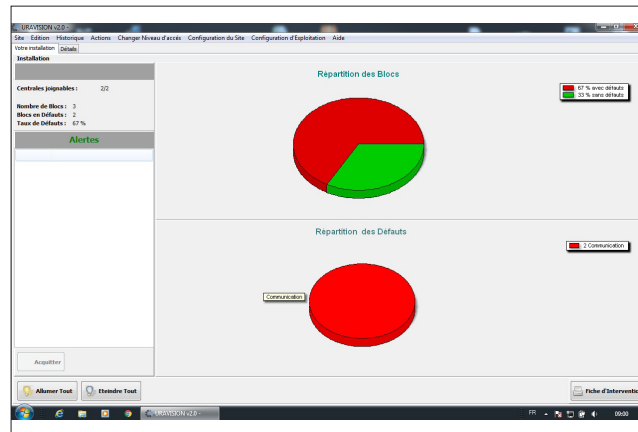 URAVISION v2.0 -
Site Édition Historique Actions Changer Niveau d'accés Configuration du Site Configuration d'Exploitation Aide
Votre installation Détails
Installation
Centrales joignables : 2/2
Nombre de Blocs : 3
Blocs en Défauts : 2
Taux de Défauts : 67 %
Alertes
Acquitter
Répartition des Blocs
67 % avec défauts
33 % sans défauts
Répartition des Défauts
2 Communication
Communication
Allumer Tout Eteindre Tout Fiche d'Interventio
URAVISION v2.0 - FR 09:00